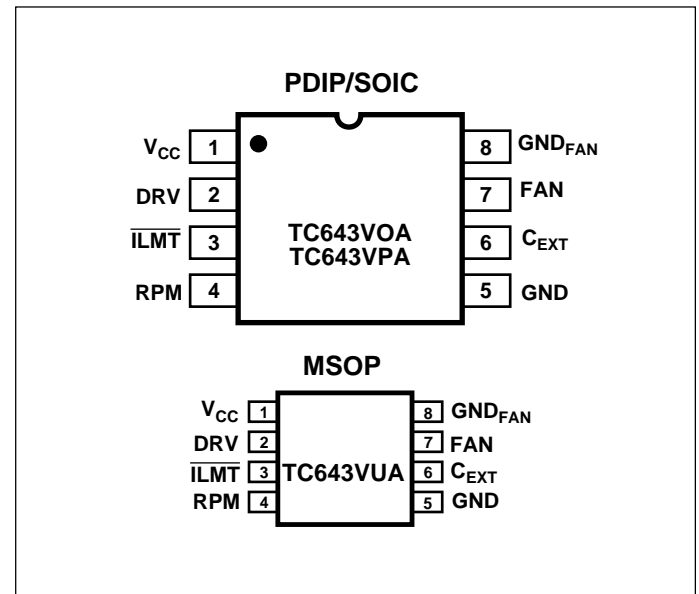 PDIP/SOIC
VCC 1 8 GNDFAN
DRV 2 7 FAN
ILMT 3 TC643VOA 6 CEXT
TC643VPA
RPM 4 5 GND
MSOP
VCC 1 8 GNDFAN
DRV 2 7 FAN
ILMT 3 TC643VUA 6 CEXT
RPM 4 5 GND